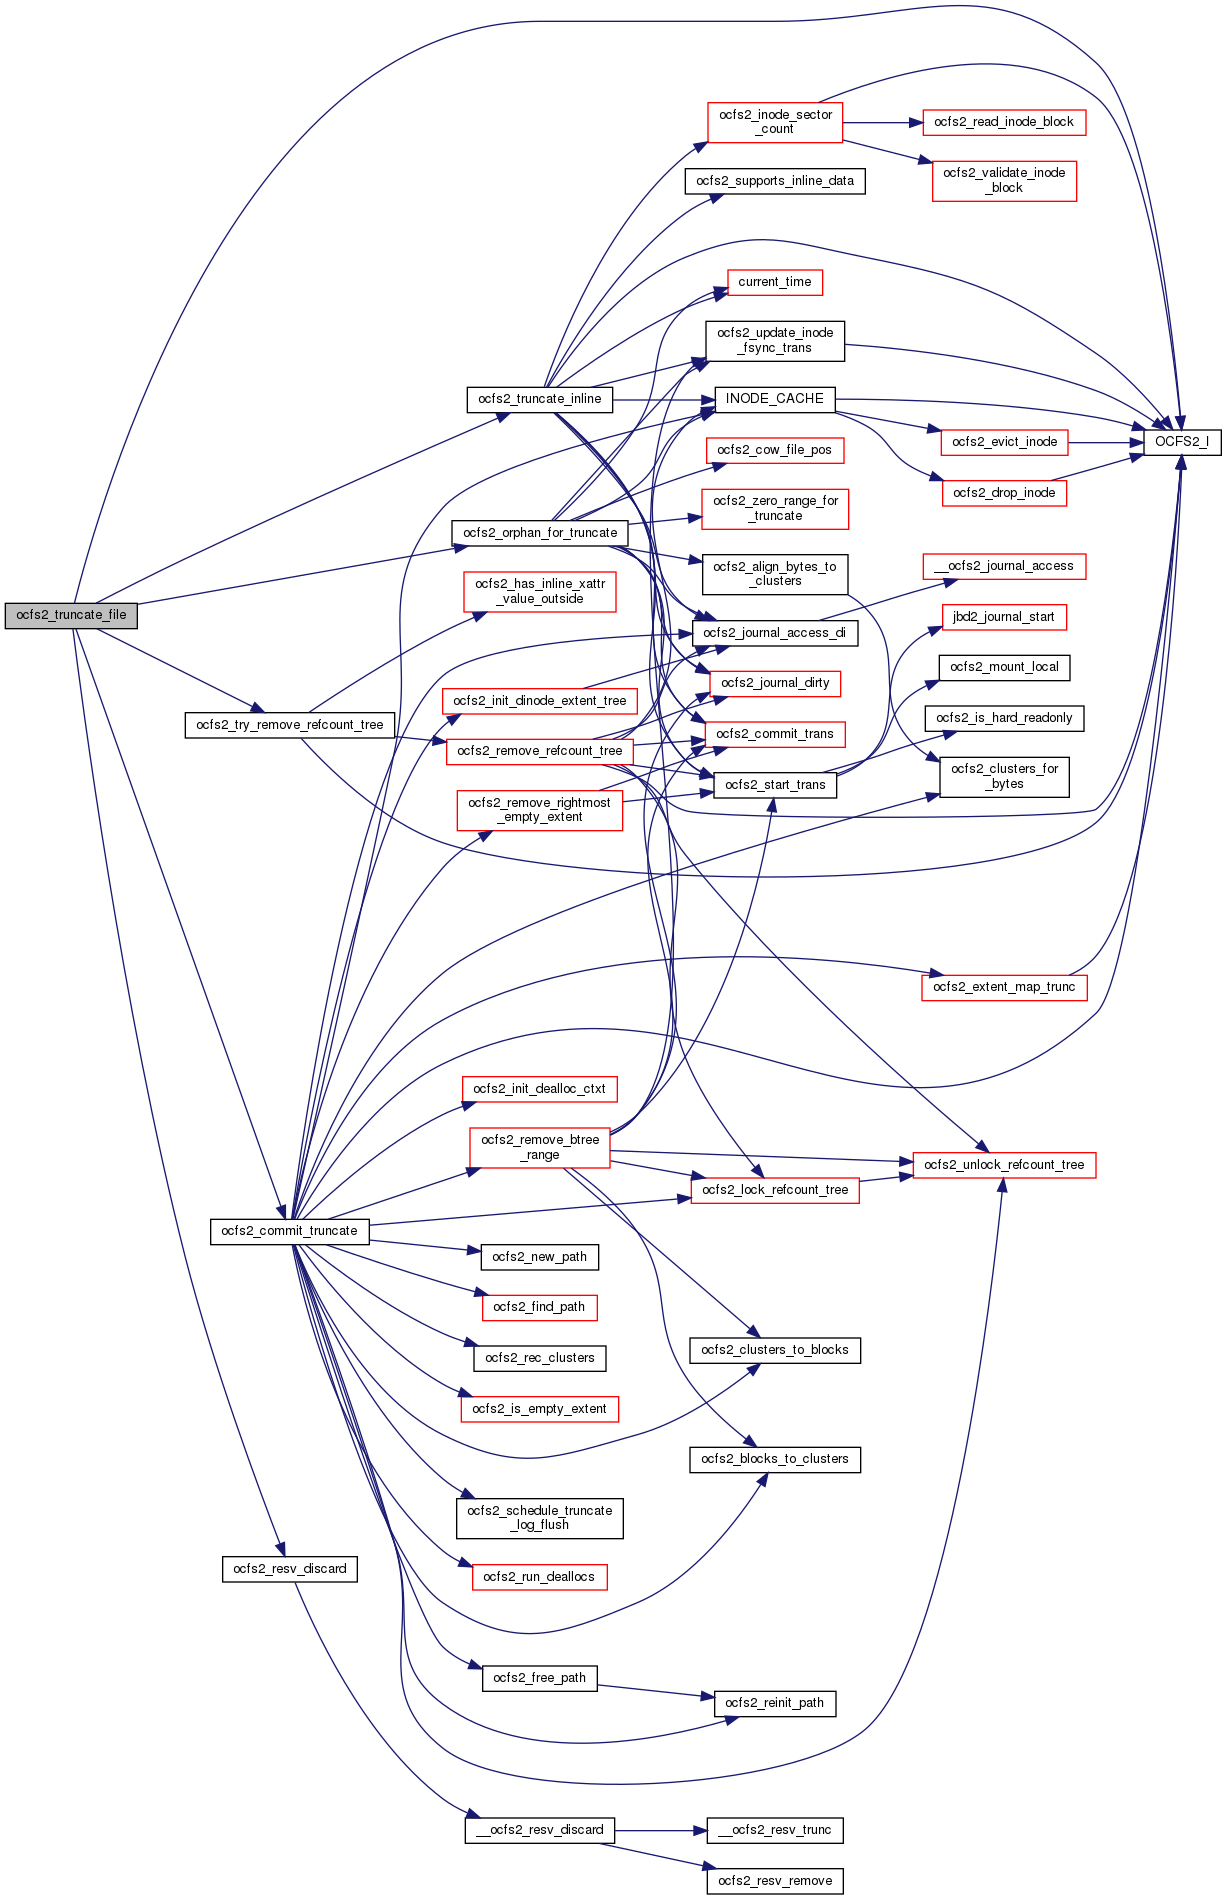 ocfs2_inode_sector
_count
ocfs2_read_inode_block
ocfs2_validate_inode
_block
ocfs2_supports_inline_data
current_time
ocfs2_update_inode
_fsync_trans
ocfs2_truncate_inline
INODE_CACHE
OCFS2_I
ocfs2_evict_inode
ocfs2_cow_file_pos
ocfs2_drop_inode
ocfs2_zero_range_for
_truncate
ocfs2_orphan_for_truncate
ocfs2_align_bytes_to
_clusters
__ocfs2_journal_access
ocfs2_has_inline_xattr
_value_outside
ocfs2_truncate_file
jbd2_journal_start
ocfs2_journal_access_di
ocfs2_mount_local
ocfs2_journal_dirty
ocfs2_init_dinode_extent_tree
ocfs2_is_hard_readonly
ocfs2_try_remove_refcount_tree
ocfs2_commit_trans
ocfs2_remove_refcount_tree
ocfs2_clusters_for
_bytes
ocfs2_start_trans
ocfs2_remove_rightmost
_empty_extent
ocfs2_extent_map_trunc
ocfs2_init_dealloc_ctxt
ocfs2_remove_btree
_range
ocfs2_unlock_refcount_tree
ocfs2_lock_refcount_tree
ocfs2_commit_truncate
ocfs2_new_path
ocfs2_find_path
ocfs2_clusters_to_blocks
ocfs2_rec_clusters
ocfs2_is_empty_extent
ocfs2_blocks_to_clusters
ocfs2_schedule_truncate
_log_flush
ocfs2_resv_discard
ocfs2_run_deallocs
ocfs2_free_path
ocfs2_reinit_path
__ocfs2_resv_discard
__ocfs2_resv_trunc
ocfs2_resv_remove